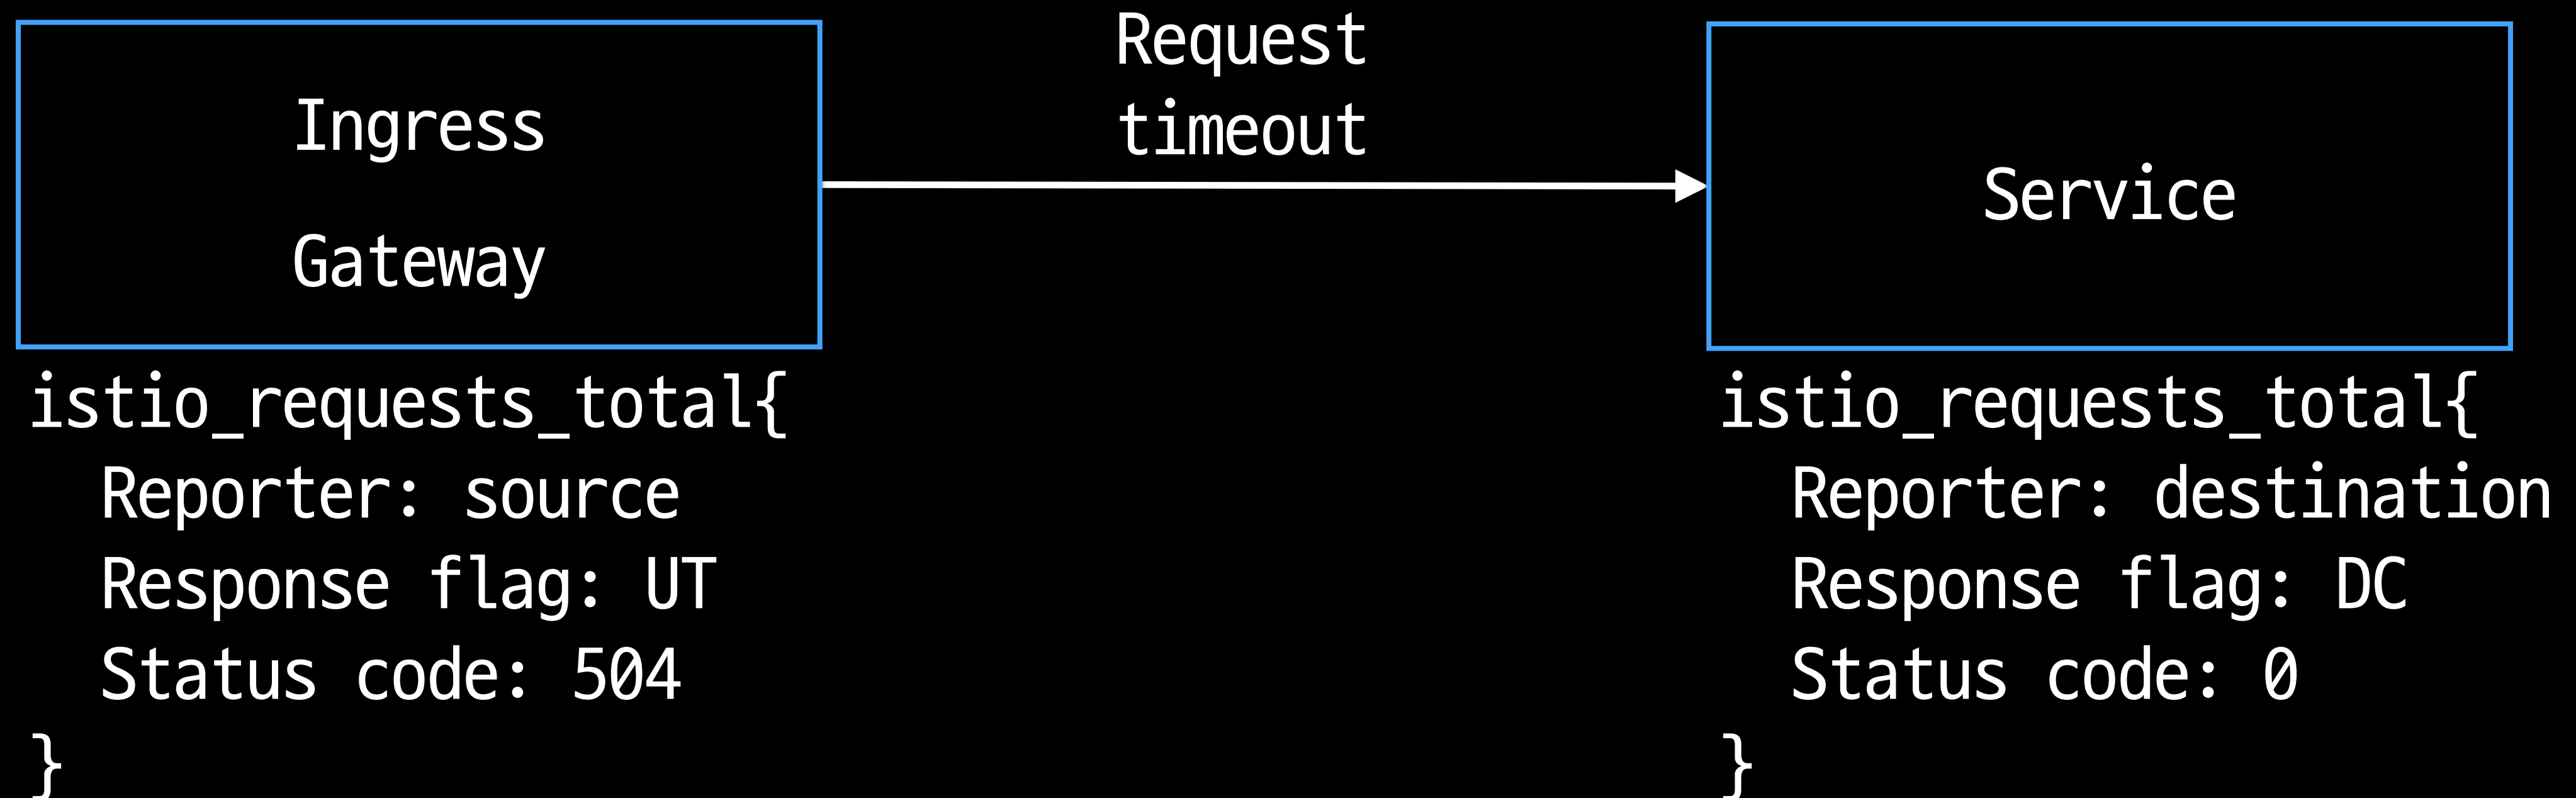 Ingress
Gateway
Request
timeout
Service
istio_requests_total{
Reporter: source
Response flag: UT
Status code: 504
}
istio_requests_total{
Reporter: destination
Response flag: DC
Status code: 0
}